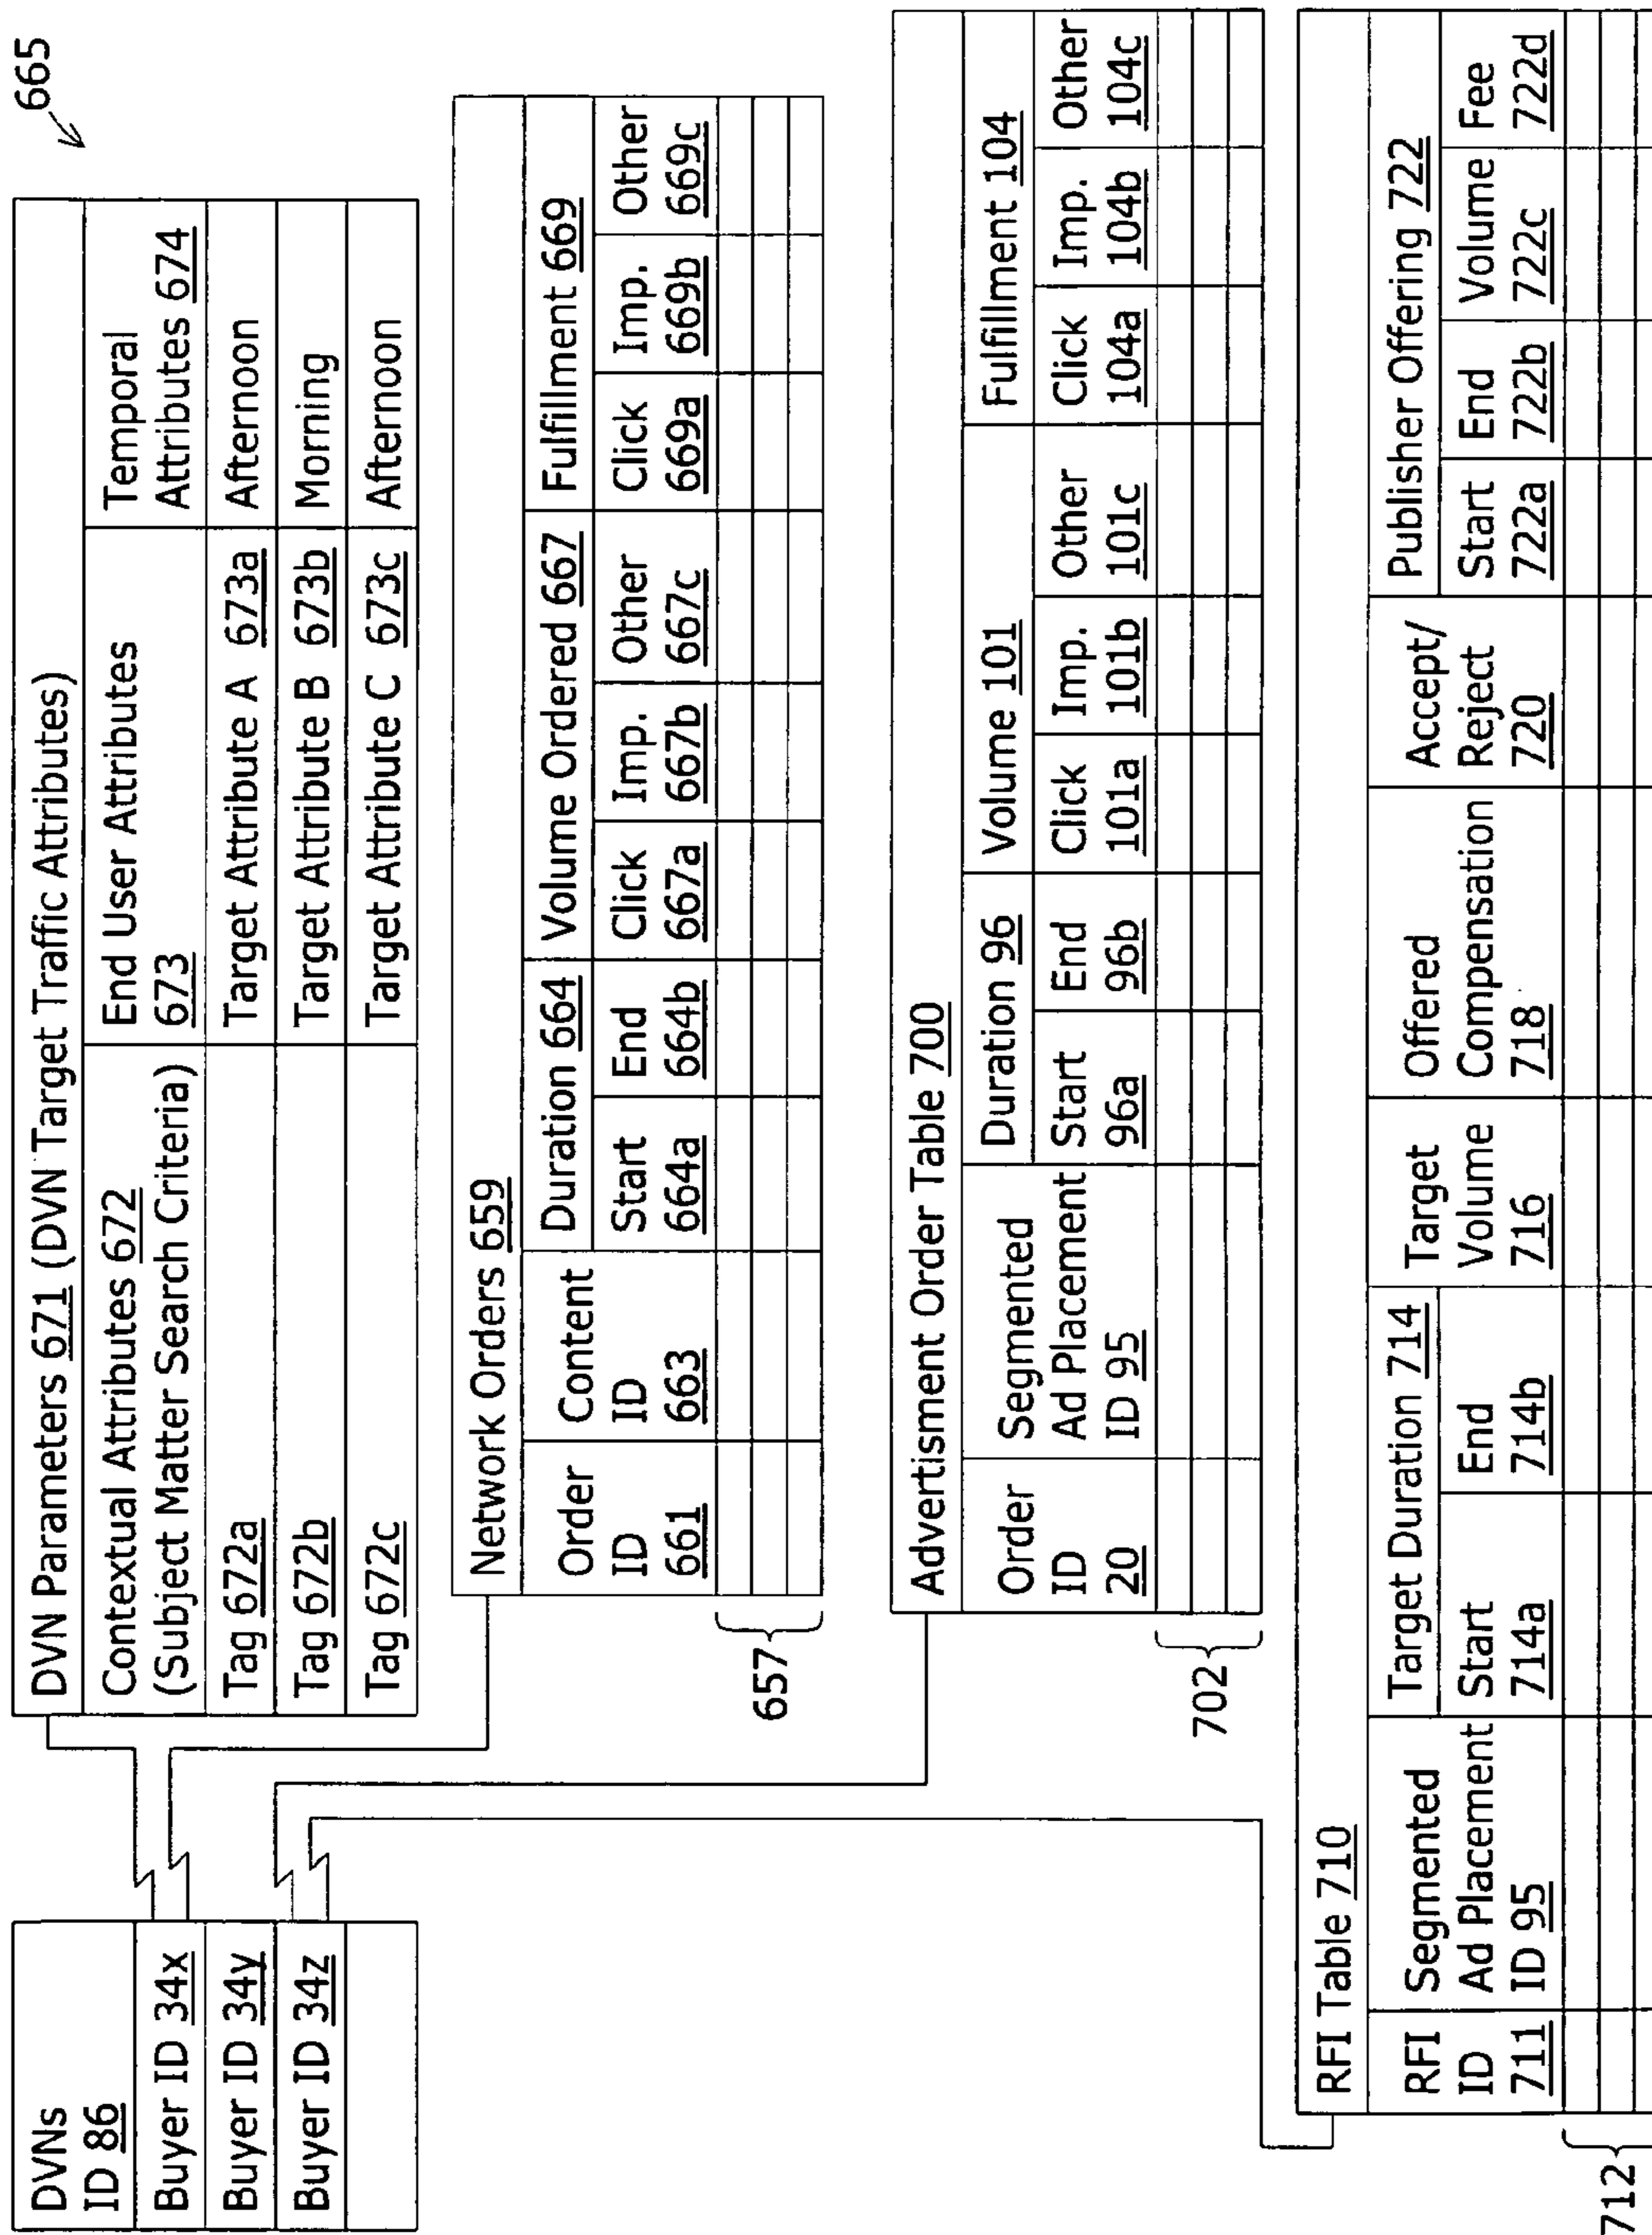 665
DVNs
ID 86
Buyer ID 34x
Buyer ID 34y
Buyer ID 34z
DVN Parameters 671 (DVN Target Traffic Attributes)
Contextual Attributes 672
(Subject Matter Search Criteria)
End User Attributes
673
Temporal
Attributes 674
Tag 672a
Target Attribute A 673a
Afternoon
Tag 672b
Target Attribute B 673b
Morning
Tag 672c
Target Attribute C 673c
Afternoon
Network Orders 659
Order
ID
661
Content
ID
663
Duration 664
Start
664a
End
664b
Volume Ordered 667
Click
667a
Imp.
667b
Other
667c
Fulfillment 669
Click
669a
Imp.
669b
Other
669c
657
Advertisment Order Table 700
Order
ID
20
Segmented
Ad Placement
ID 95
Duration 96
Start
96a
End
96b
Volume 101
Click
101a
Imp.
101b
Other
101c
Fulfillment 104
Click
104a
Imp.
104b
Other
104c
702
RFI Table 710
RFI
ID
711
Segmented
Ad Placement
ID 95
Target Duration 714
Start
714a
End
714b
Target
Volume
716
Offered
Compensation
718
Accept/
Reject
720
Publisher Offering 722
Start
722a
End
722b
Volume
722c
Fee
722d
712